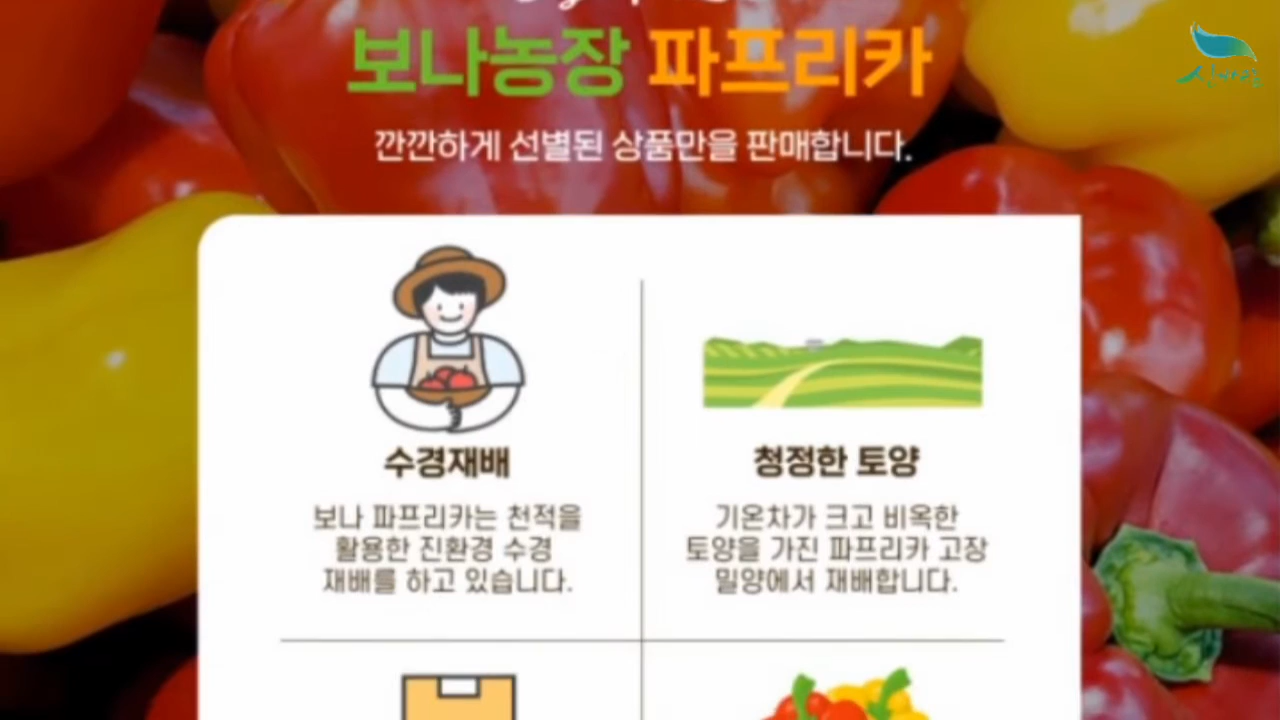 보나농장 파프리카
깐깐하게 선별된 상품만을 판매합니다.
수경재배
보나 파프리카는 천적을
활용한 친환경 수경
재배를 하고 있습니다.
청정한 토양
기온차가 크고 비옥한
토양을 가진 파프리카 고장
밀양에서 재배합니다.